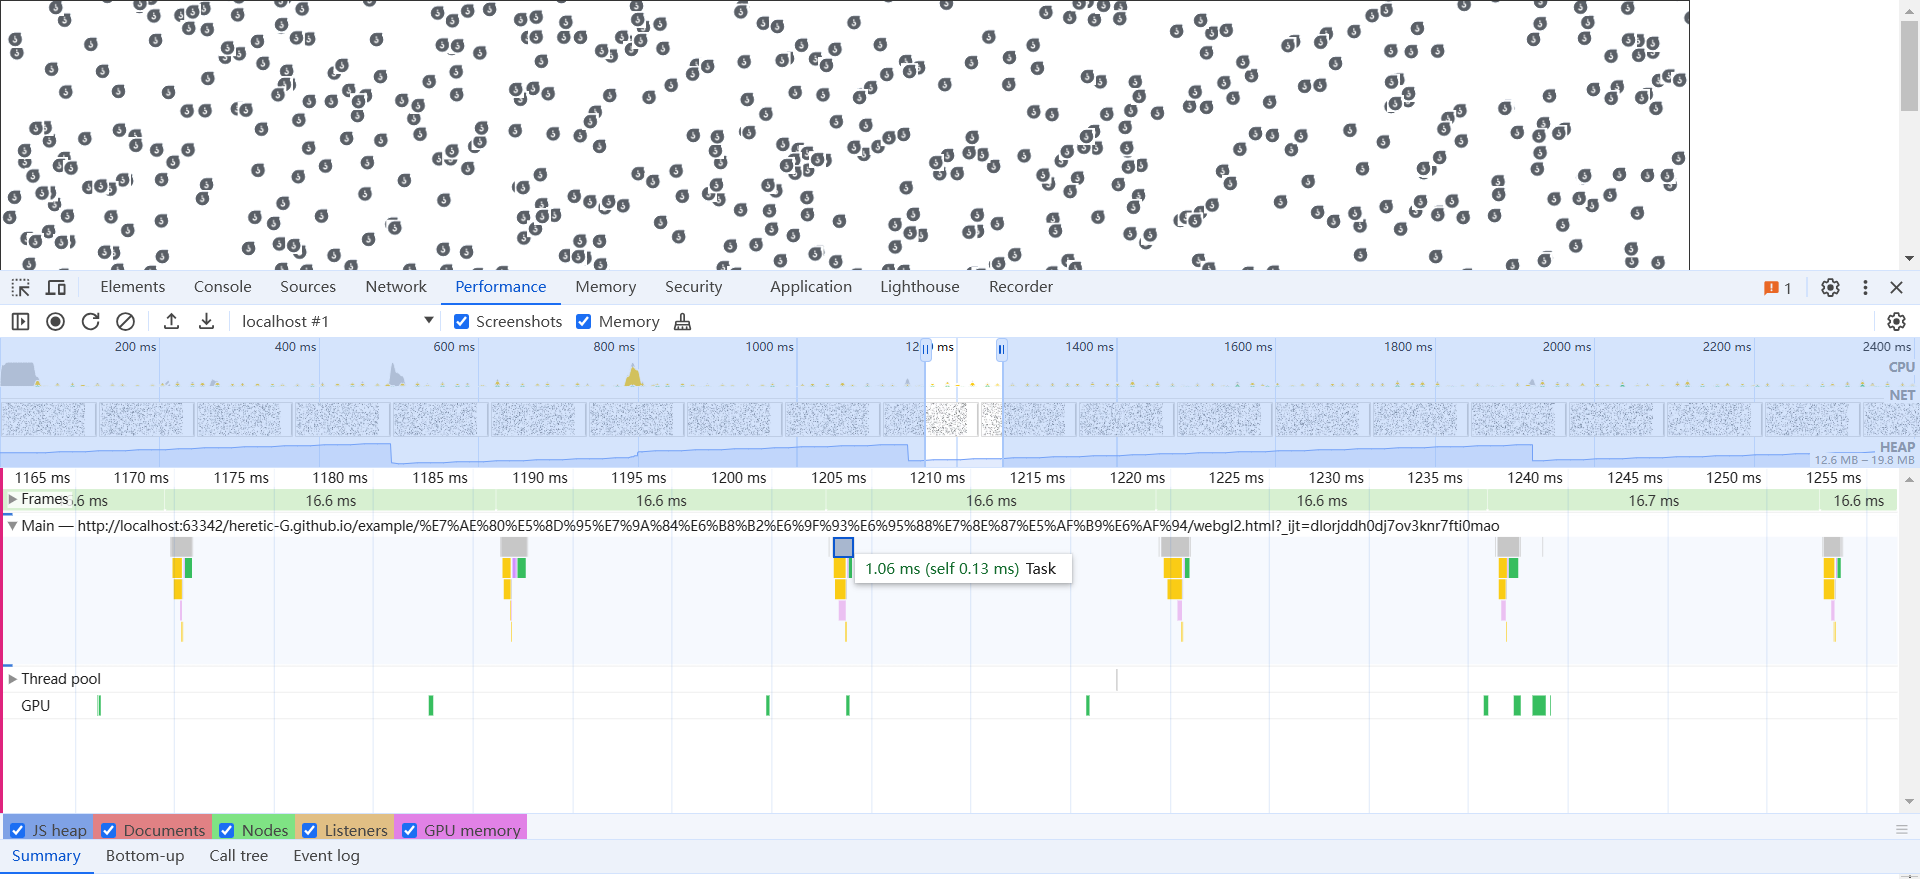 Elements Console Sources Network Performance Memory Security Application Lighthouse Recorder 1
localhost #1 Screenshots Memory
200 ms 400 ms 600 ms 800 ms 1000 ms ms 1400 ms 1600 ms 1800 ms 2000 ms 2200 ms 2400 ms
CPU
NET
HEAP
12.6 MB – 19.8 MB
1165 ms 1170 ms 1175 ms 1180 ms 1185 ms 1190 ms 1195 ms 1200 ms 1205 ms 1210 ms 1215 ms 1220 ms 1225 ms 1230 ms 1235 ms 1240 ms 1245 ms 1250 ms 1255 ms
Frames .6 ms 16.6 ms 16.6 ms 16.6 ms 16.6 ms 16.7 ms 16.6 ms
Main — http://localhost:63342/heretic-G.github.io/example/%E7%AE%80%E5%8D%95%E7%9A%84%E6%B8%B2%E6%9F%93%E6%95%88%E7%8E%87%E5%AF%B9%E6%AF%94/webgl2.html?_ijt=dlorjddh0dj7ov3knr7fti0mao
1.06 ms (self 0.13 ms) Task
Thread pool
GPU
JS heap Documents Nodes Listeners GPU memory
Summary Bottom-up Call tree Event log